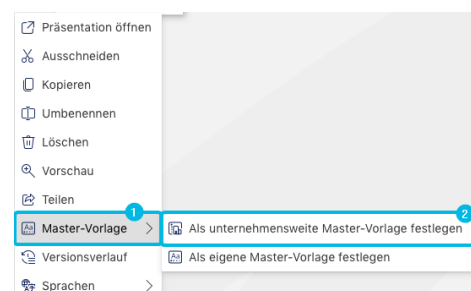 Präsentation öffnen
Ausschneiden
Kopieren
Umbenennen
Löschen
Vorschau
Teilen
1
2
Master-Vorlage
Als unternehmensweite Master-Vorlage festlegen
Versionsverlauf
Als eigene Master-Vorlage festlegen
Sprachen